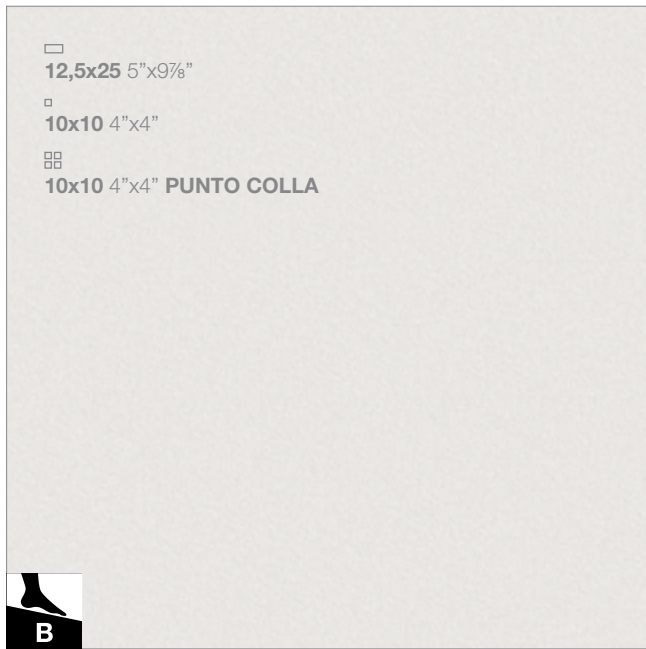 12,5x25 5”x9⅞”
10x10 4”x4”
10x10 4”x4” PUNTO COLLA
B